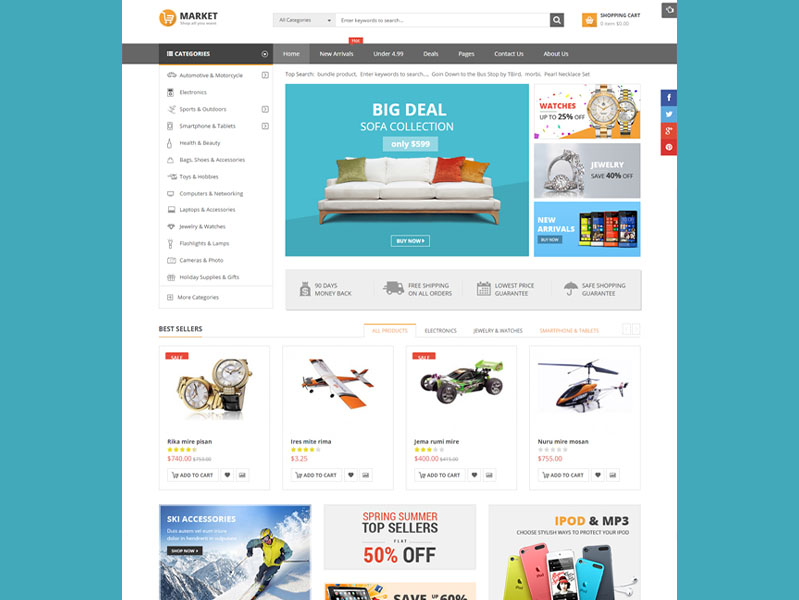 MARKET
Shop all you want
All Categories
Enter keywords to search...
SHOPPING CART
0 item $0.00
CATEGORIES
Home
New Arrivals
Hot
Under 4.99
Deals
Pages
Contact Us
About Us
Automotive & Motorcycle
Electronics
Sports & Outdoors
Smartphone & Tablets
Health & Beauty
Bags, Shoes & Accessories
Toys & Hobbies
Computers & Networking
Laptops & Accessories
Jewelry & Watches
Flashlights & Lamps
Cameras & Photo
Holiday Supplies & Gifts
More Categories
Top Search: bundle product, Enter keywords to search..., Goin Down to the Bus Stop by TBird, morbi, Pearl Necklace Set
BIG DEAL
SOFA COLLECTION
only $599
BUY NOW
WATCHES
UP TO 25% OFF
JEWELRY
SAVE 40% OFF
NEW
ARRIVALS
BUY NOW
90 DAYS
MONEY BACK
FREE SHIPPING
ON ALL ORDERS
LOWEST PRICE
GUARANTEE
SAFE SHOPPING
GUARANTEE
BEST SELLERS
ALL PRODUCTS
ELECTRONICS
JEWELRY & WATCHES
SMARTPHONE & TABLETS
SALE
Rika mire pisan
$740.00 $757.00
ADD TO CART
Ires mite rima
$3.25
ADD TO CART
SALE
Jema rumi mire
$400.00 $415.00
ADD TO CART
Nuru mire mosan
$755.00
ADD TO CART
SKI ACCESSORIES
Duis autem vel eum iriure
dolor in hendrerit in vulputate
SHOP NOW
SPRING SUMMER
TOP SELLERS
FLAT
50% OFF
SAVE UP TO 60%
IPOD & MP3
CHOOSE STYLISH WAYS TO PROTECT YOUR IPOD